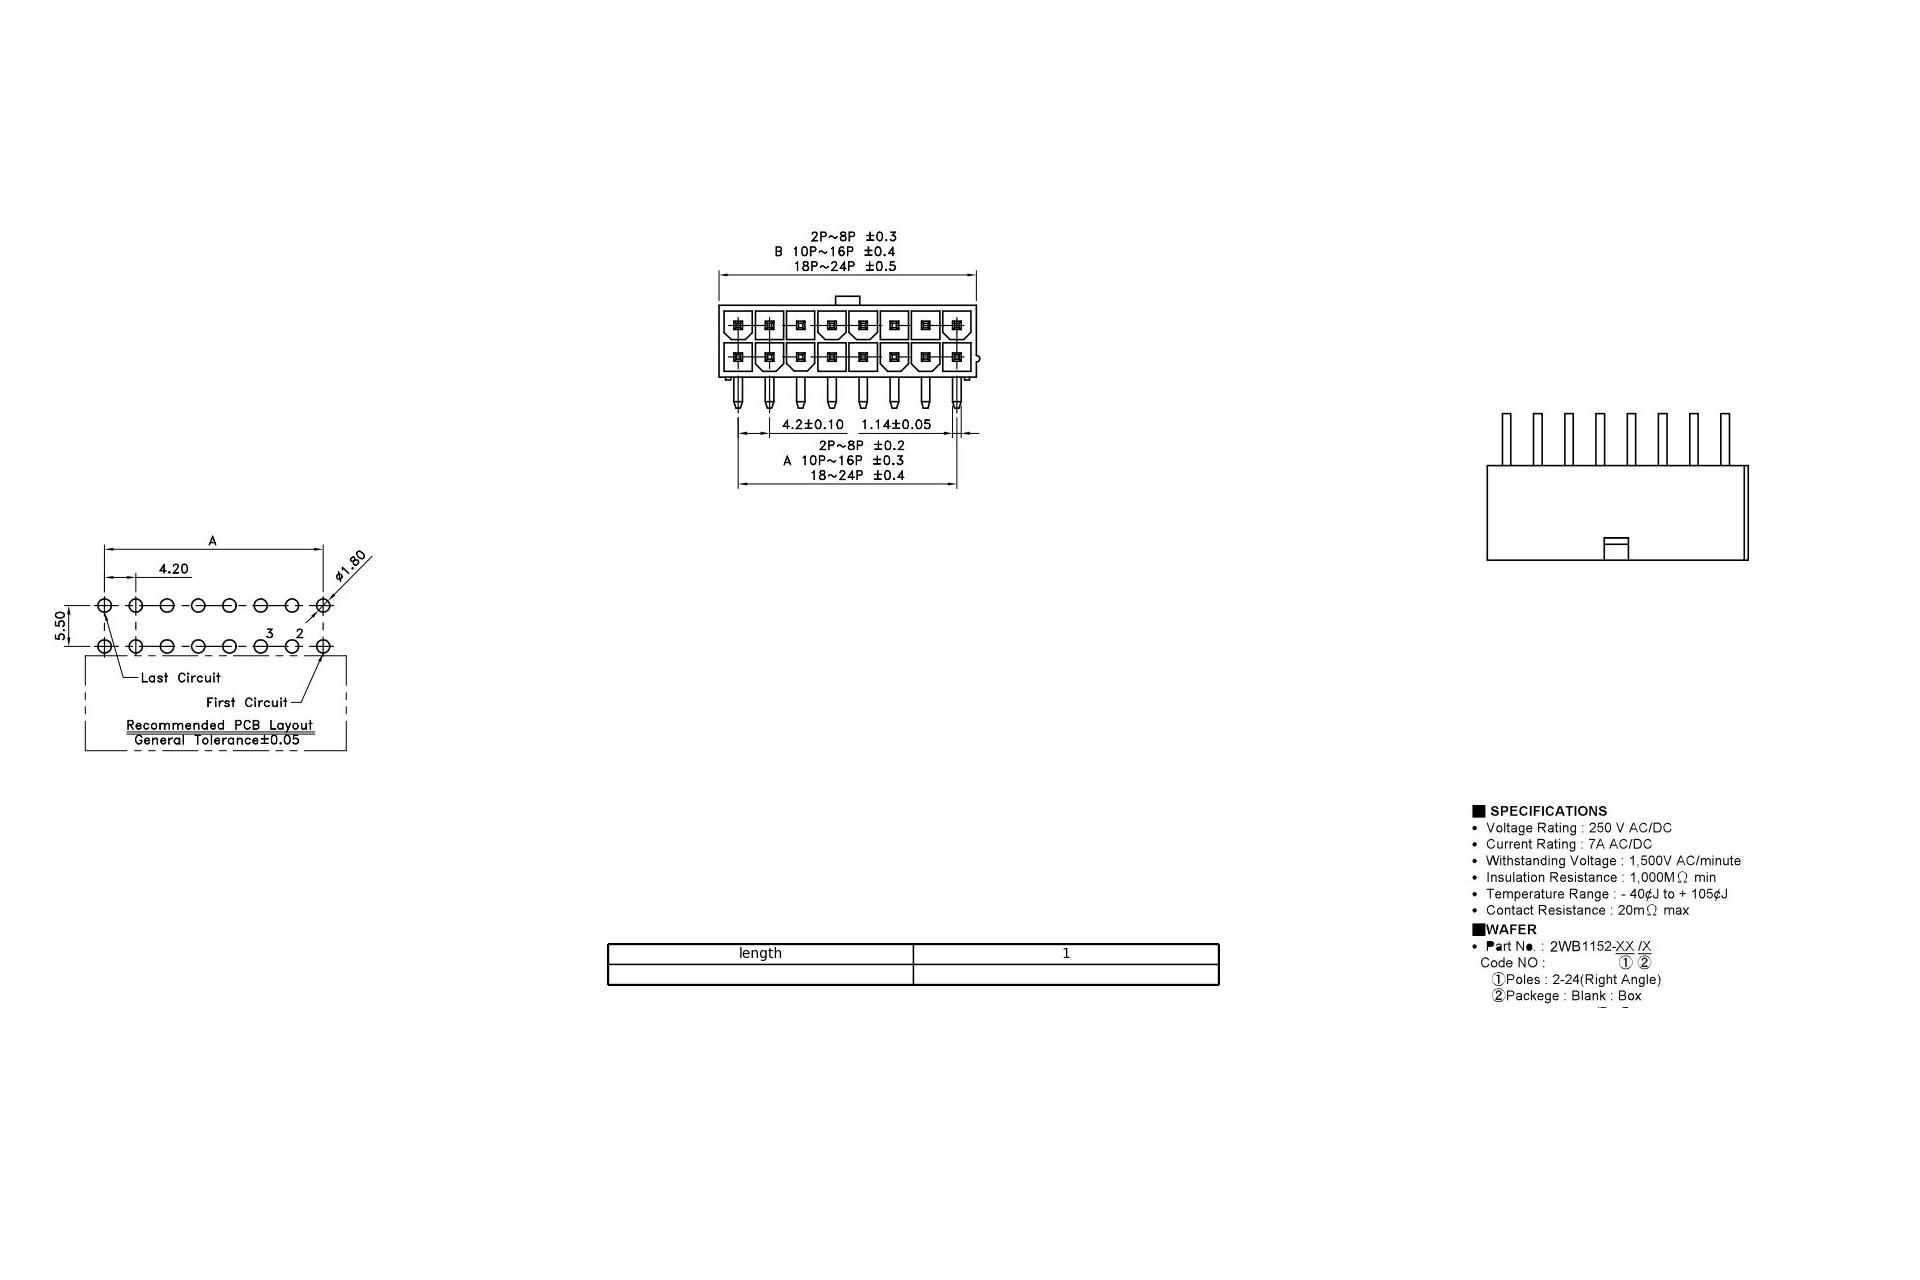 2P~8P ±0.3
B 10P~16P ±0.4
18P~24P ±0.5
4.2±0.10 1.14±0.05
2P~8P ±0.2
A 10P~16P ±0.3
18~24P ±0.4
A
4.20
ø1.80
5.50
3 2
Last Circuit
First Circuit
Recommended PCB Layout
General Tolerance±0.05
■ SPECIFICATIONS
• Voltage Rating : 250 V AC/DC
• Current Rating : 7A AC/DC
• Withstanding Voltage : 1,500V AC/minute
• Insulation Resistance : 1,000MΩ min
• Temperature Range : - 40¢J to + 105¢J
• Contact Resistance : 20mΩ max
■WAFER
• Part No. : 2WB1152-XX /X
Code NO : ① ②
①Poles : 2-24(Right Angle)
②Packege : Blank : Box
length 1